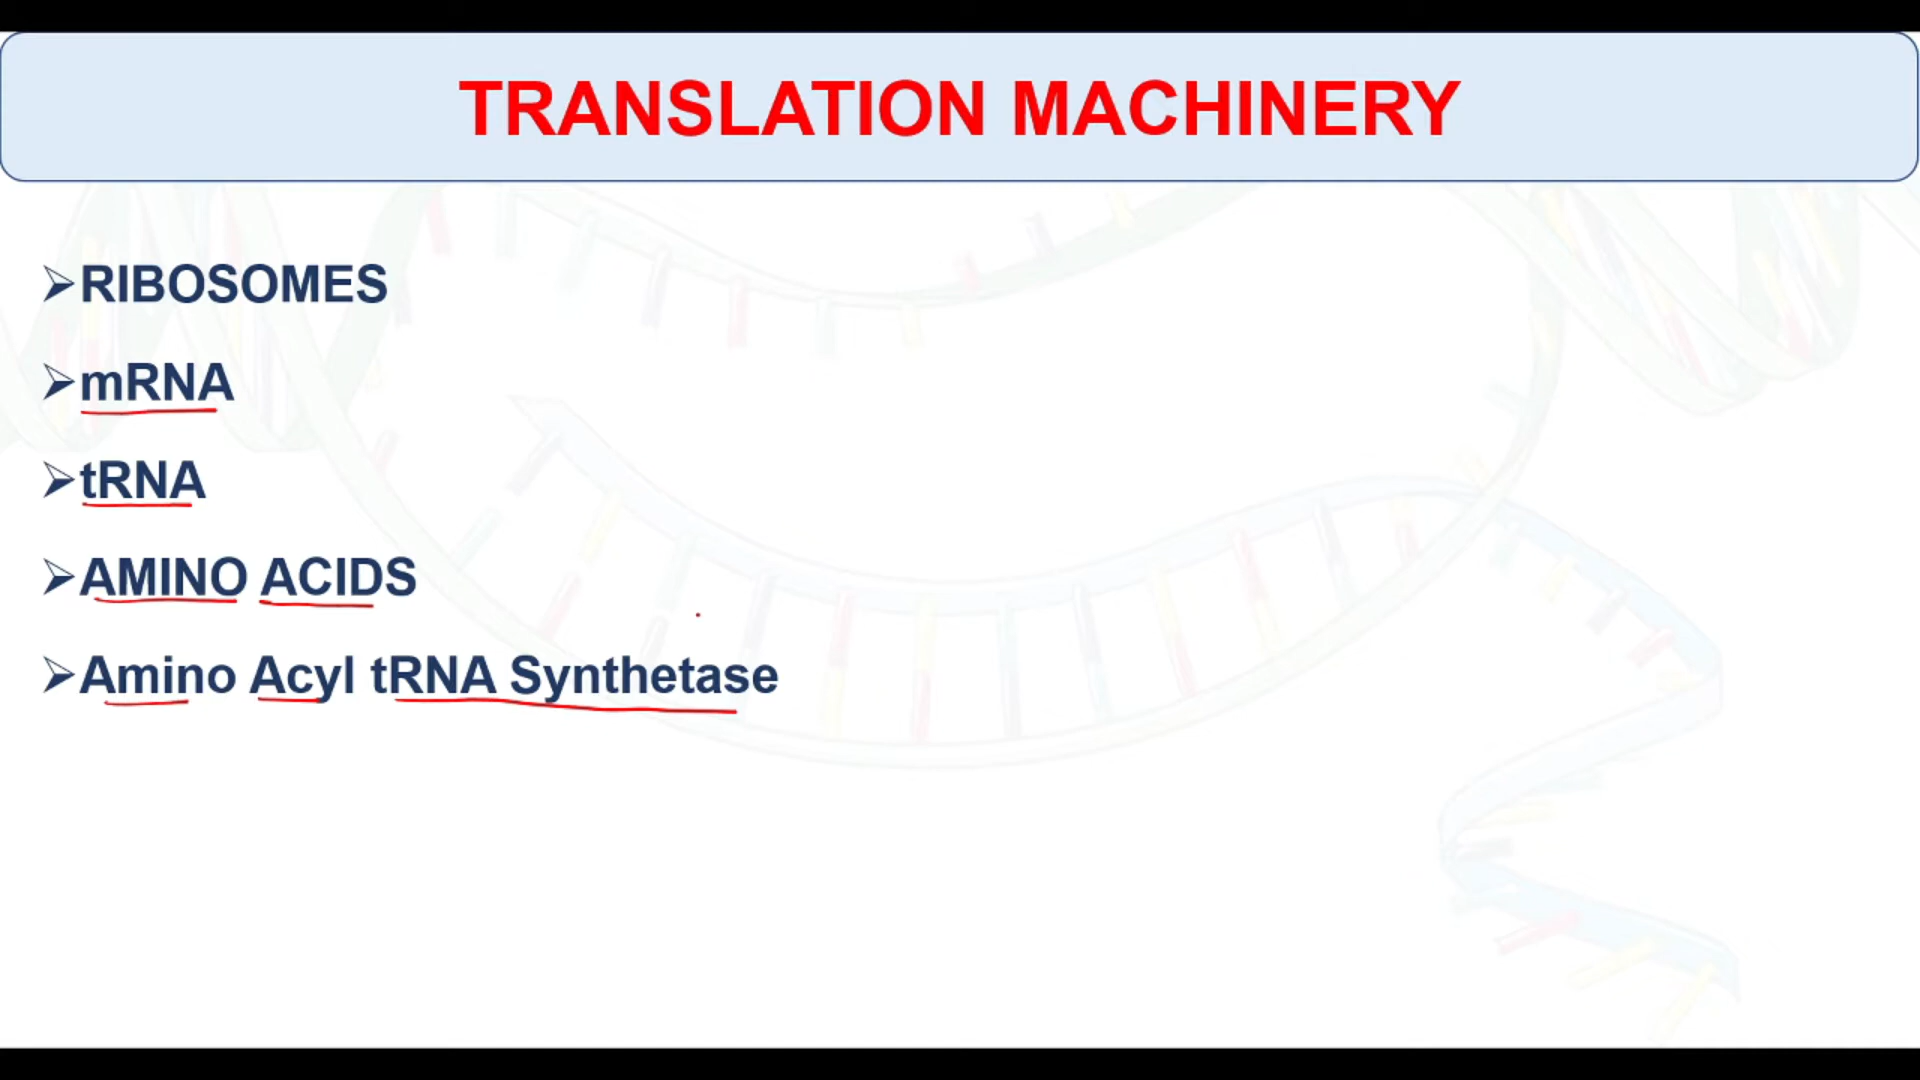 TRANSLATION MACHINERY
➢RIBOSOMES
➢mRNA
➢tRNA
➢AMINO ACIDS
➢Amino Acyl tRNA Synthetase